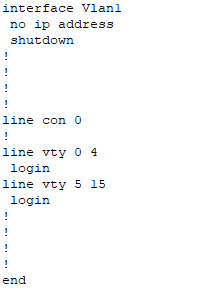 interface Vlan1
 no ip address
 shutdown
!
!
!
!
line con 0
!
line vty 0 4
 login
line vty 5 15
 login
!
!
!
!
end